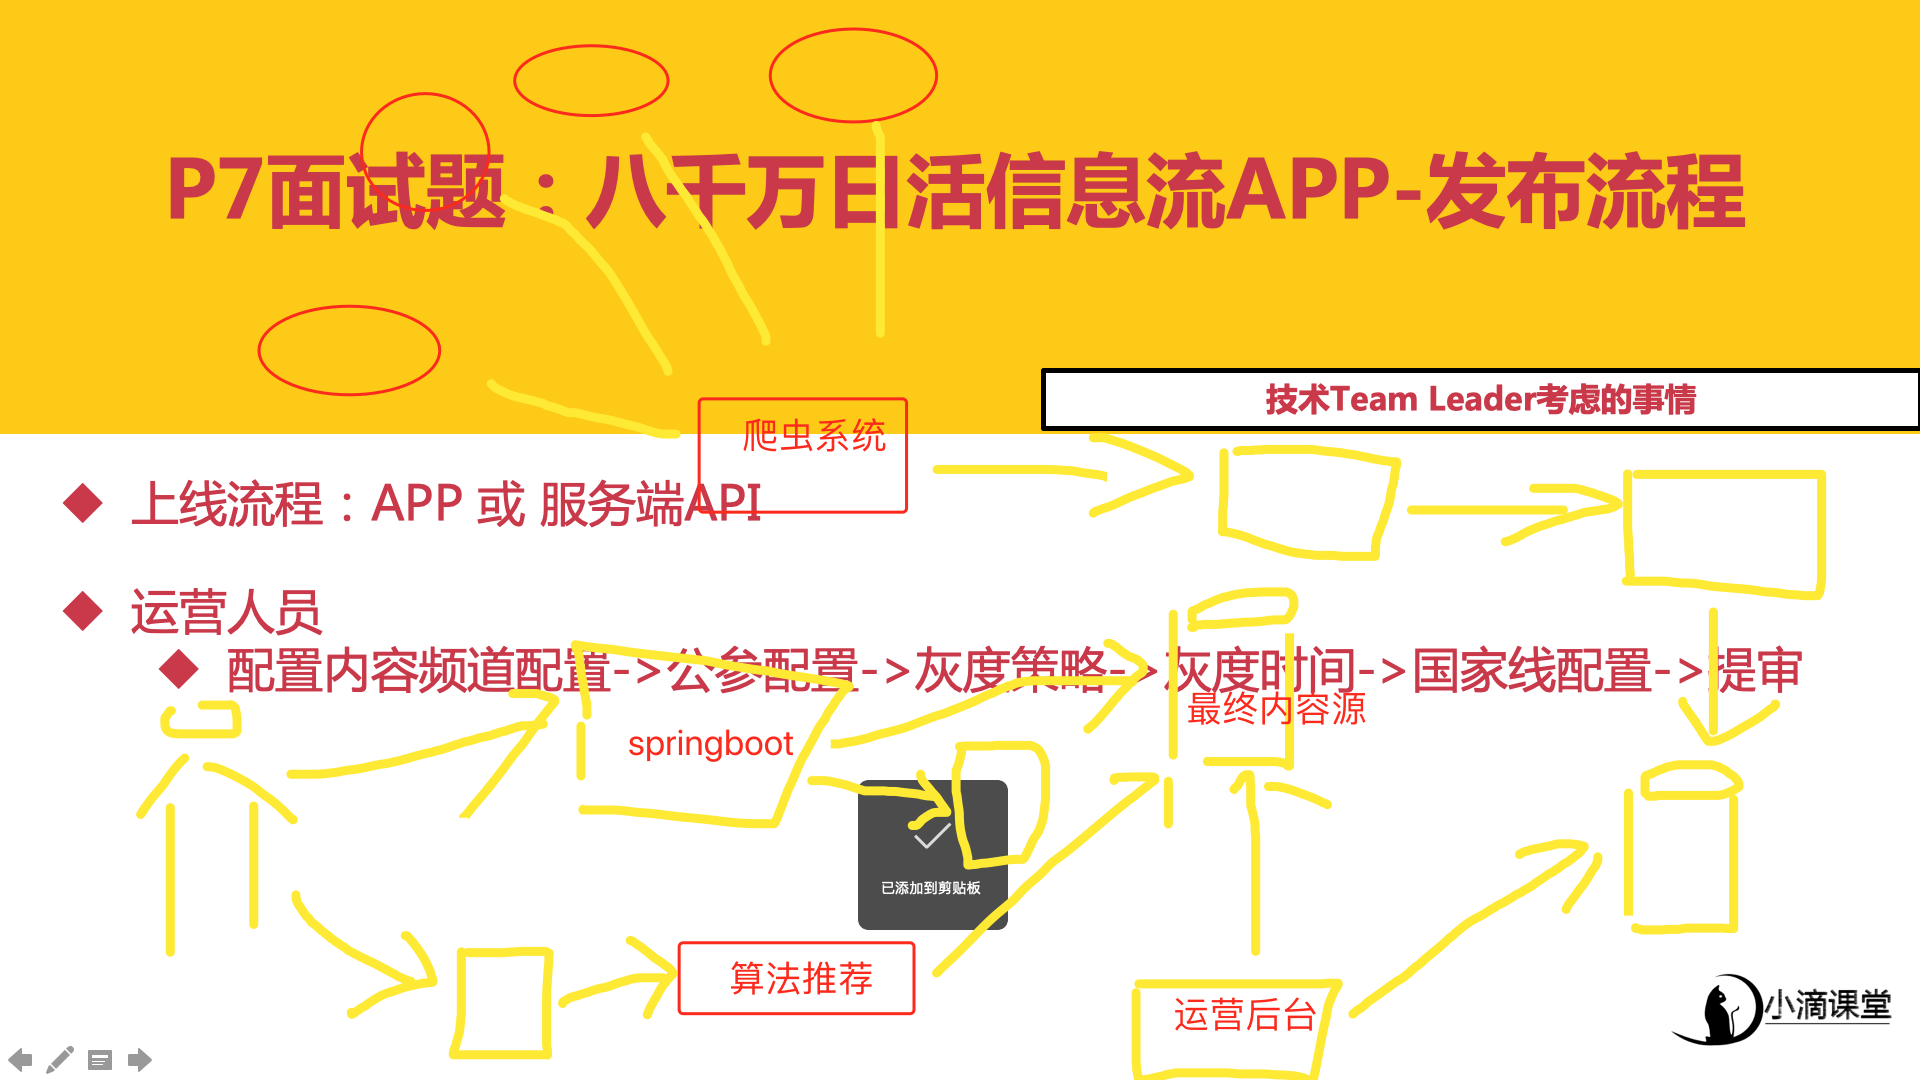 P7面试题：八千万日活信息流APP-发布流程
技术Team Leader考虑的事情
爬虫系统
上线流程：APP 或 服务端API
运营人员
配置内容频道配置->公参配置->灰度策略->灰度时间->国家线配置->提审
最终内容源
springboot
已添加到剪贴板
算法推荐
运营后台
小滴课堂